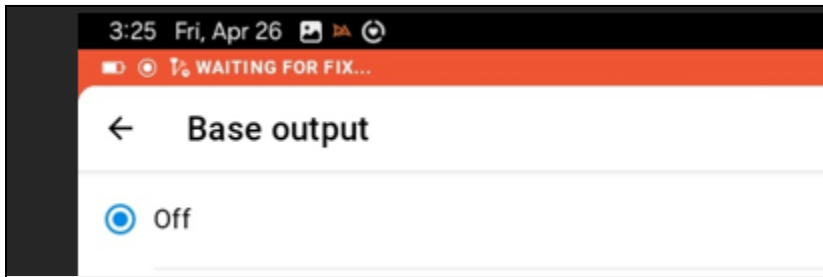 3:25 Fri, Apr 26
WAITING FOR FIX...
Base output
Off